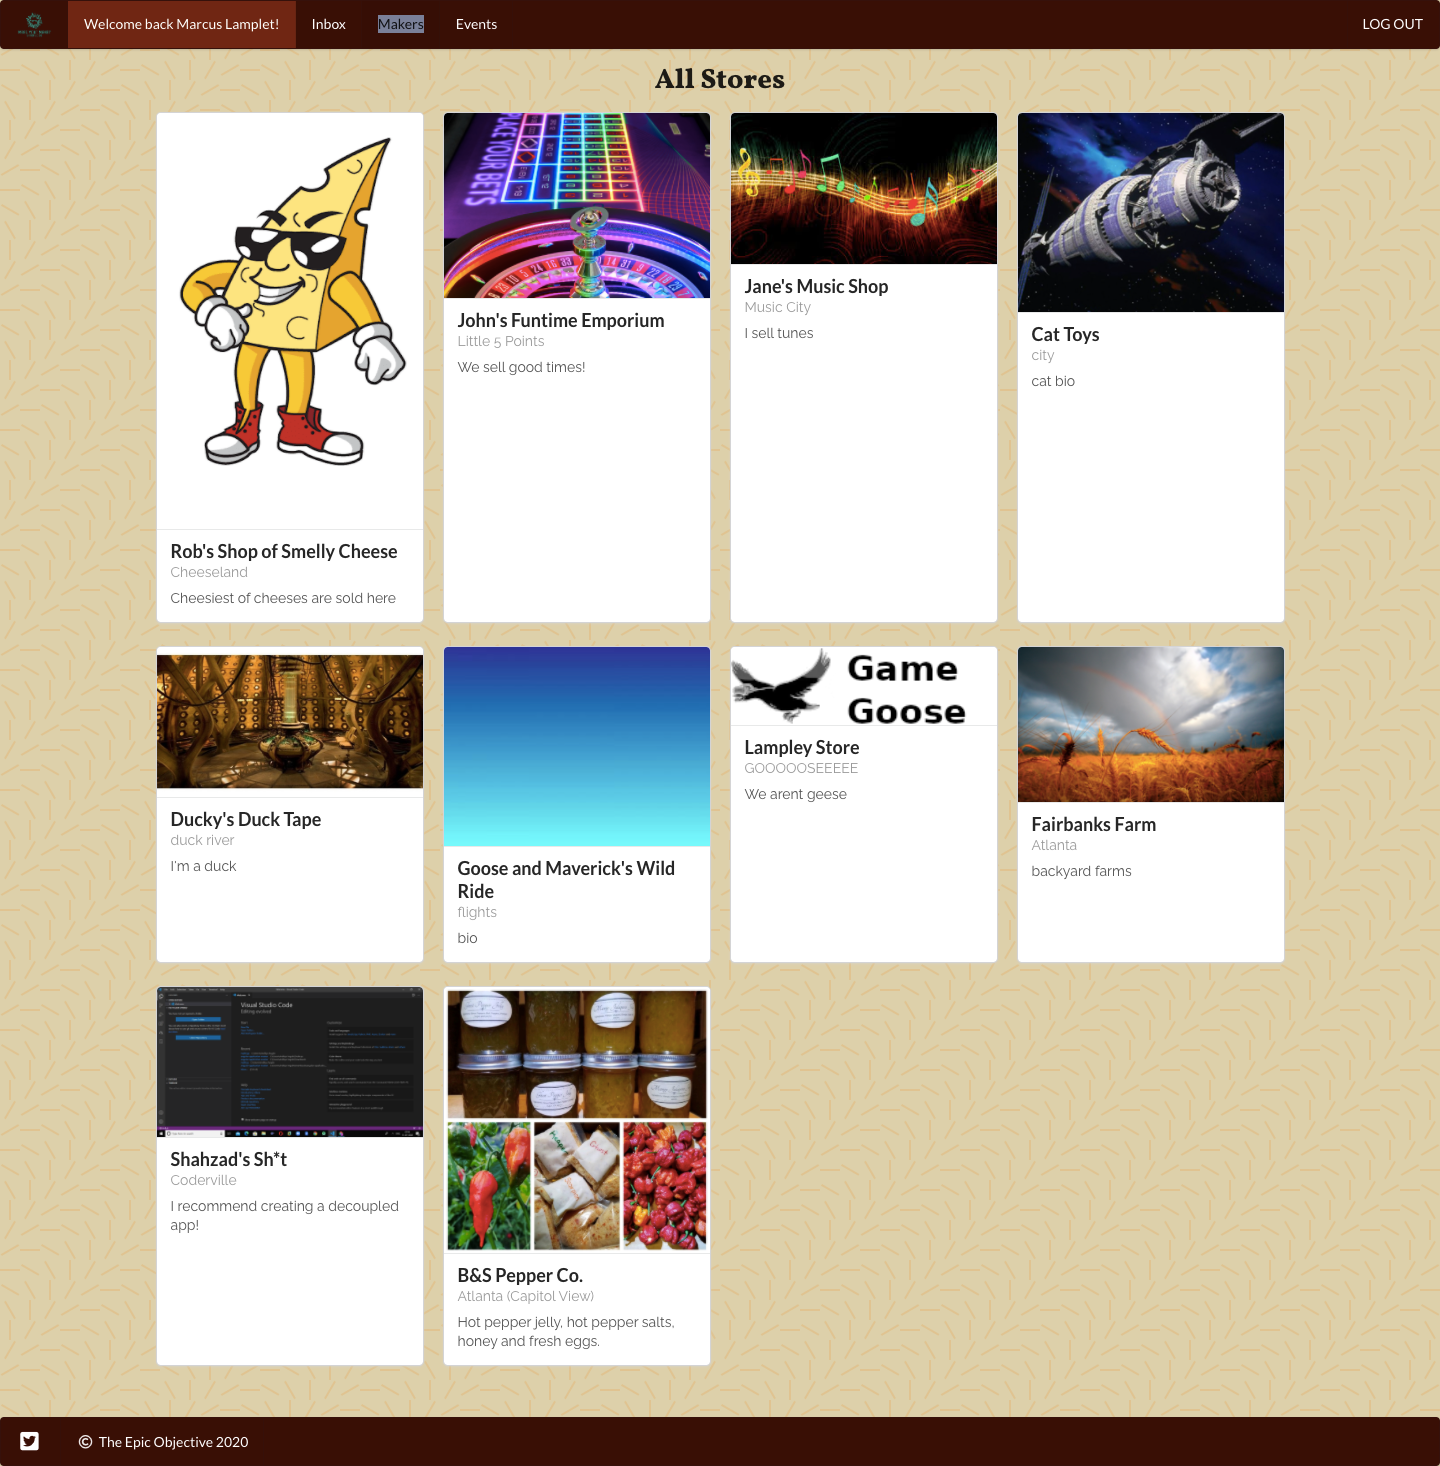 Welcome back Marcus Lamplet!
Inbox
Makers
Events
LOG OUT
All Stores
PLACE YOUR BETS
Rob's Shop of Smelly Cheese
Cheeseland
Cheesiest of cheeses are sold here
John's Funtime Emporium
Little 5 Points
We sell good times!
Jane's Music Shop
Music City
I sell tunes
Cat Toys
city
cat bio
Ducky's Duck Tape
duck river
I'm a duck
Goose and Maverick's Wild
Ride
flights
bio
Game
Goose
Lampley Store
GOOOOOSEEEEE
We arent geese
Fairbanks Farm
Atlanta
backyard farms
Visual Studio Code
Editing evolved
Shahzad's Sh*t
Coderville
I recommend creating a decoupled
app!
B&S Pepper Co.
Atlanta (Capitol View)
Hot pepper jelly, hot pepper salts,
honey and fresh eggs.
© The Epic Objective 2020